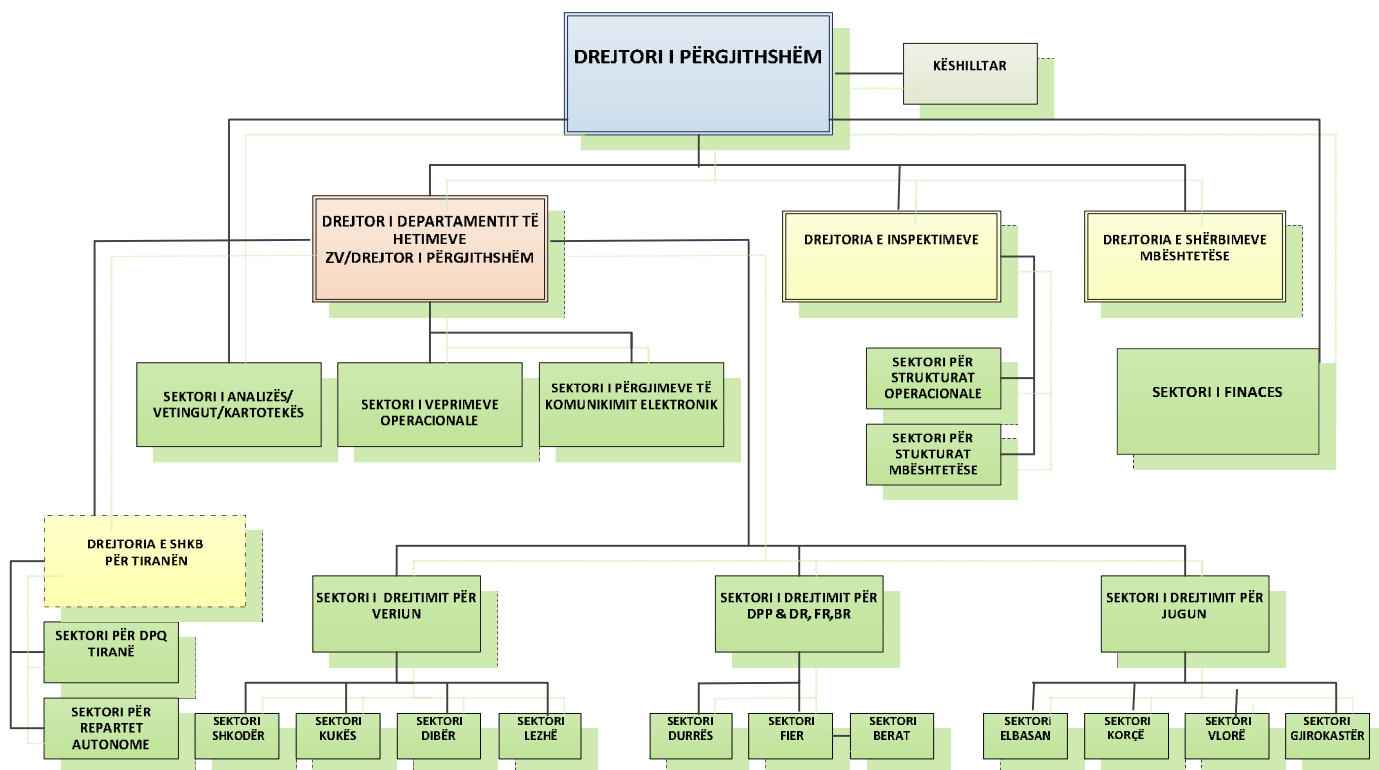 DREJTORI I PËRGJITHSHËM
KËSHILLTAR
DREJTOR I DEPARTAMENTIT TË
HETIMEVE
ZV/DREJTOR I PËRGJITHSHËM
DREJTORIA E INSPEKTIMEVE
DREJTORIA E SHËRBIMEVE
MBËSHTETËSE
SEKTORI I ANALIZËS/
VETINGUT/KARTOTEKËS
SEKTORI I VEPRIMEVE
OPERACIONALE
SEKTORI I PËRGJIMEVE TË
KOMUNIKIMIT ELEKTRONIK
SEKTORI PËR
STRUKTURAT
OPERACIONALE
SEKTORI PËR
STUKTURAT
MBËSHTETËSE
SEKTORI I FINACES
DREJTORIA E SHKB
PËR TIRANËN
SEKTORI PËR DPQ
TIRANË
SEKTORI PËR
REPARTET
AUTONOME
SEKTORI I DREJTIMIT PËR
VERIUN
SEKTORI I DREJTIMIT PËR
DPP & DR, FR,BR
SEKTORI I DREJTIMIT PËR
JUGUN
SEKTORI
SHKODËR
SEKTORI
KUKËS
SEKTORI
DIBËR
SEKTORI
LEZHË
SEKTORI
DURRËS
SEKTORI
FIER
SEKTORI
BERAT
SEKTORI
ELBASAN
SEKTORI
KORÇË
SEKTORI
VLORË
SEKTORI
GJIROKASTËR